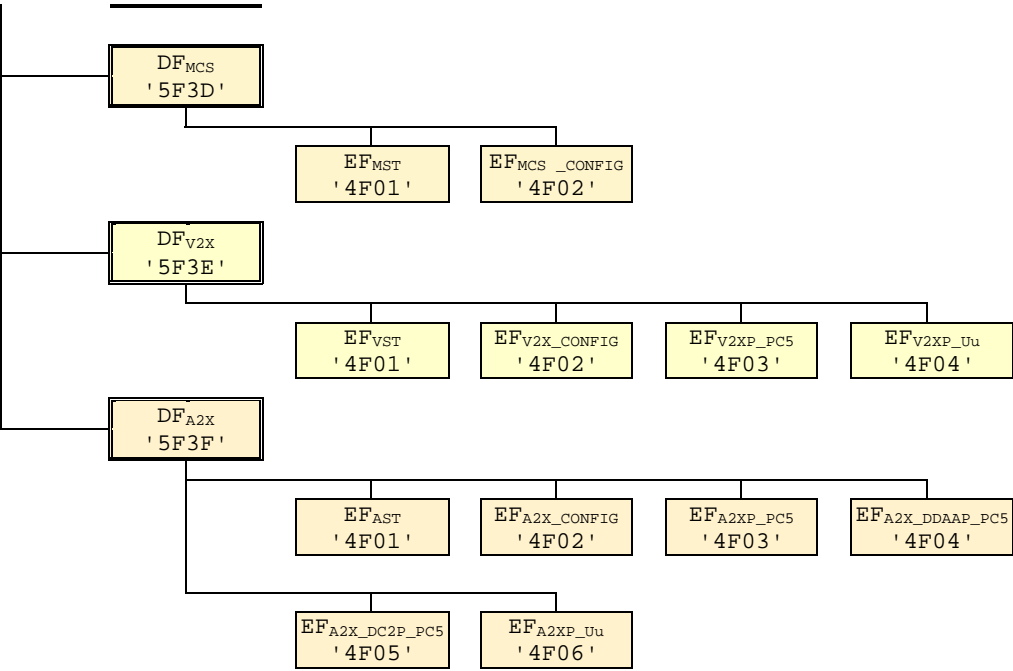 DFMCS
'5F3D'
EFMST
'4F01'
EFMCS _CONFIG
'4F02'
DFV2X
'5F3E'
EFVST
'4F01'
EFV2X_CONFIG
'4F02'
EFV2XP_PC5
'4F03'
EFV2XP_Uu
'4F04'
DFA2X
'5F3F'
EFAST
'4F01'
EFA2X_CONFIG
'4F02'
EFA2XP_PC5
'4F03'
EFA2X_DDAAP_PC5
'4F04'
EFA2X_DC2P_PC5
'4F05'
EFA2XP_Uu
'4F06'